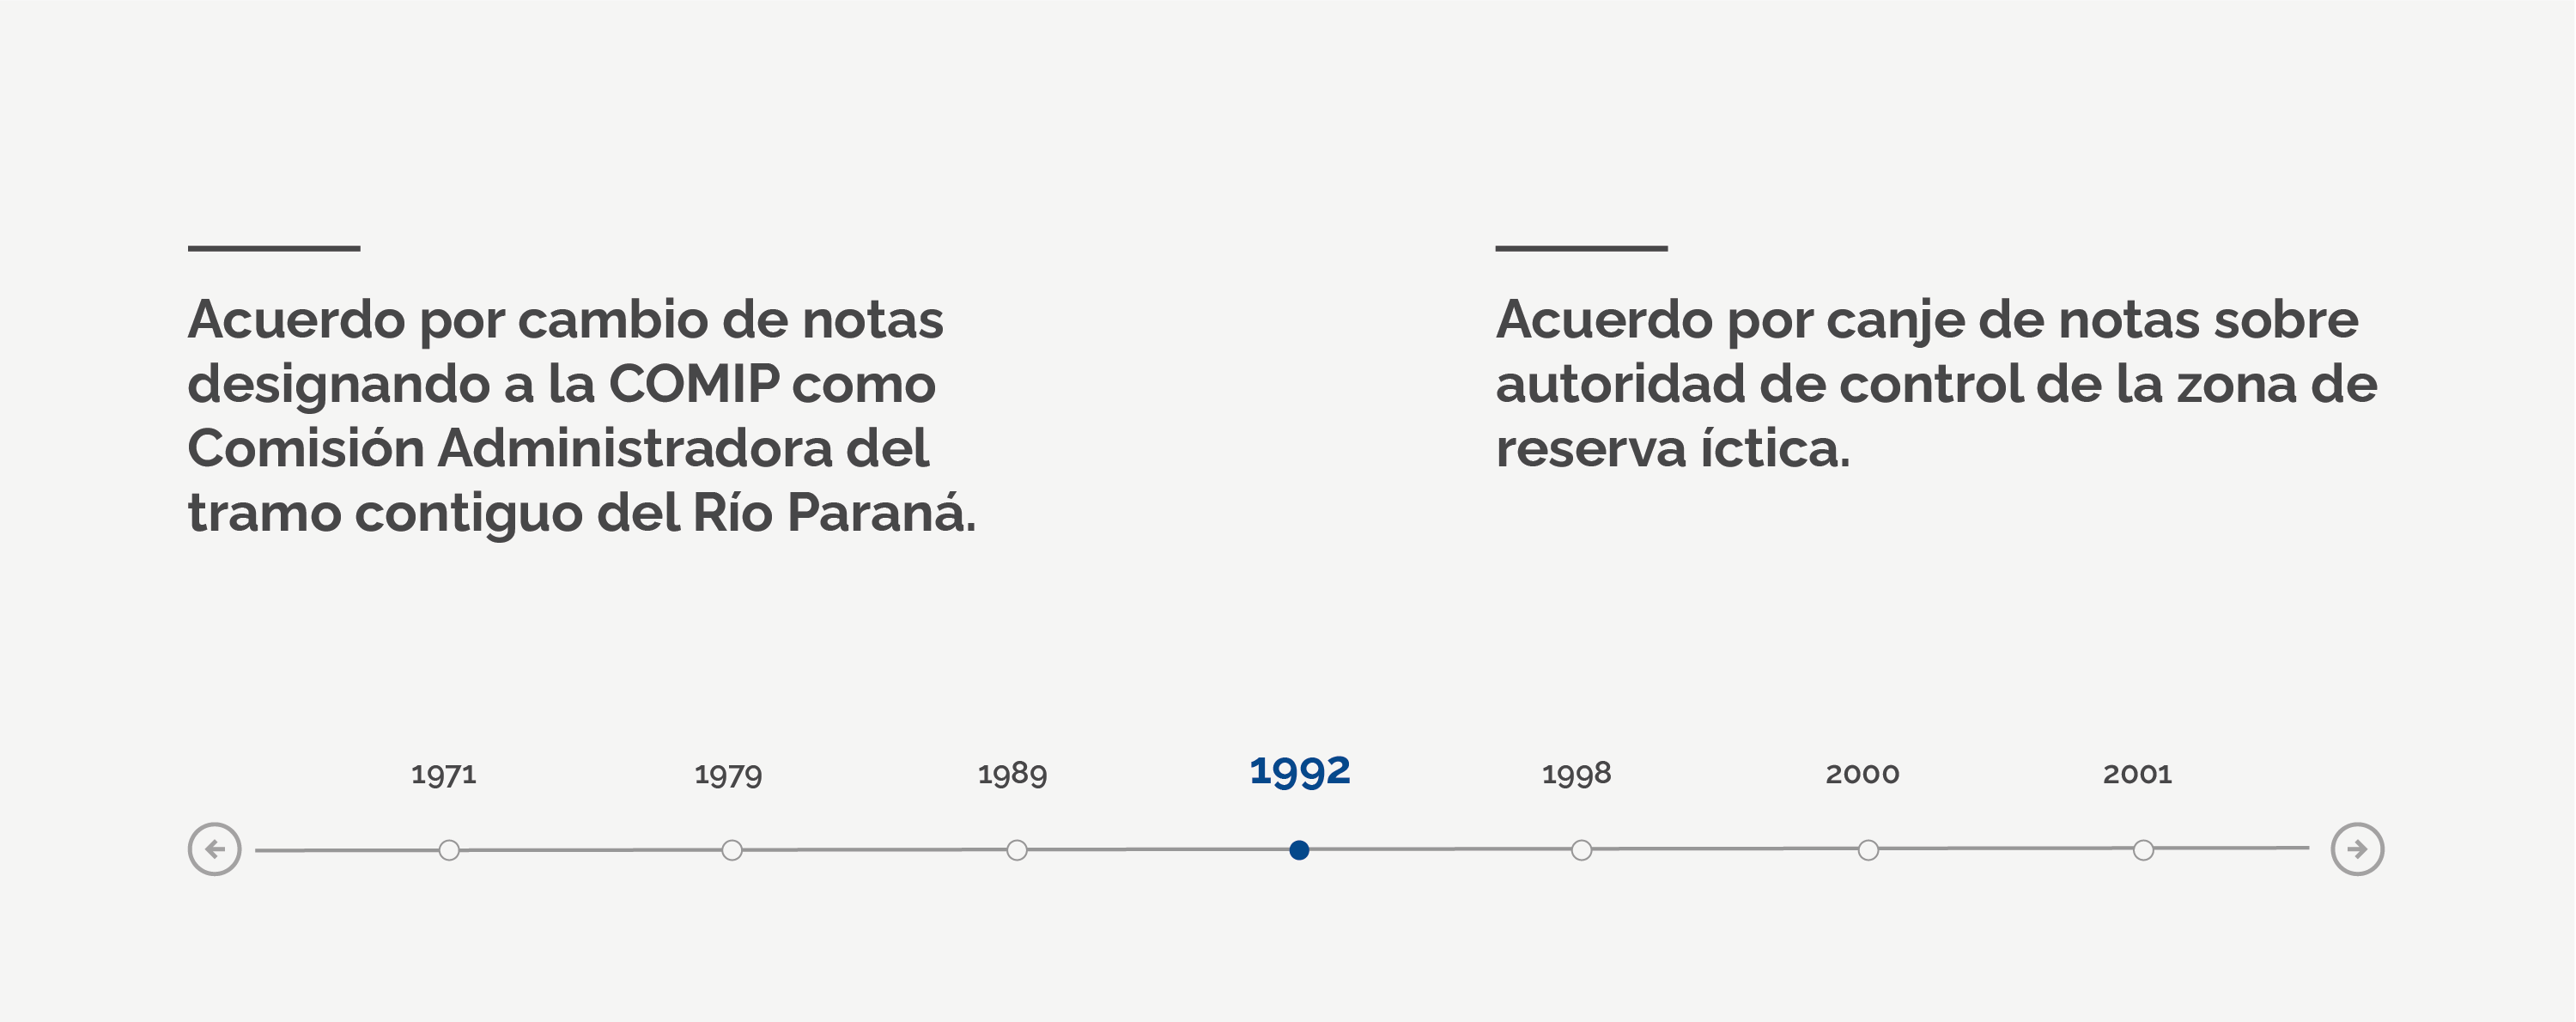 Acuerdo por cambio de notas
designando a la COMIP como
Comisión Administradora del
tramo contiguo del Río Paraná.
Acuerdo por canje de notas sobre
autoridad de control de la zona de
reserva íctica.
1971
1979
1989
1992
1998
2000
2001